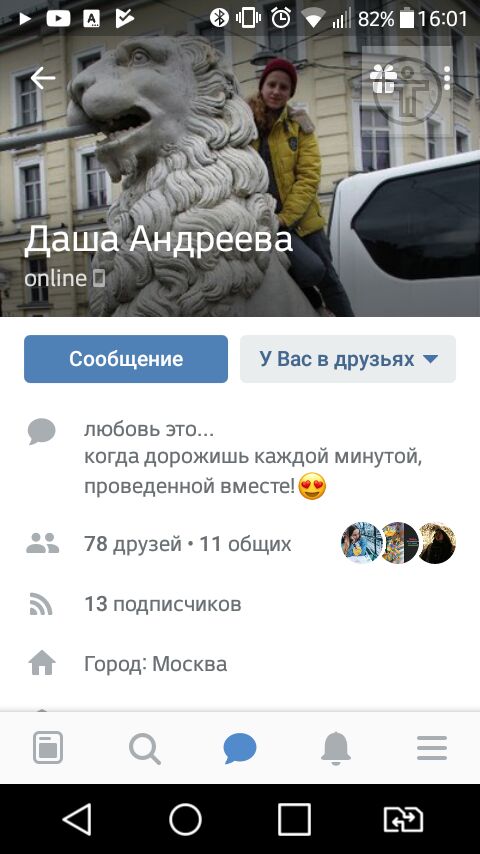 82% 16:01
Даша Андреева
online
Сообщение
У Вас в друзьях
любовь это...
когда дорожишь каждой минутой,
проведенной вместе!😍
78 друзей • 11 общих
13 подписчиков
Город: Москва